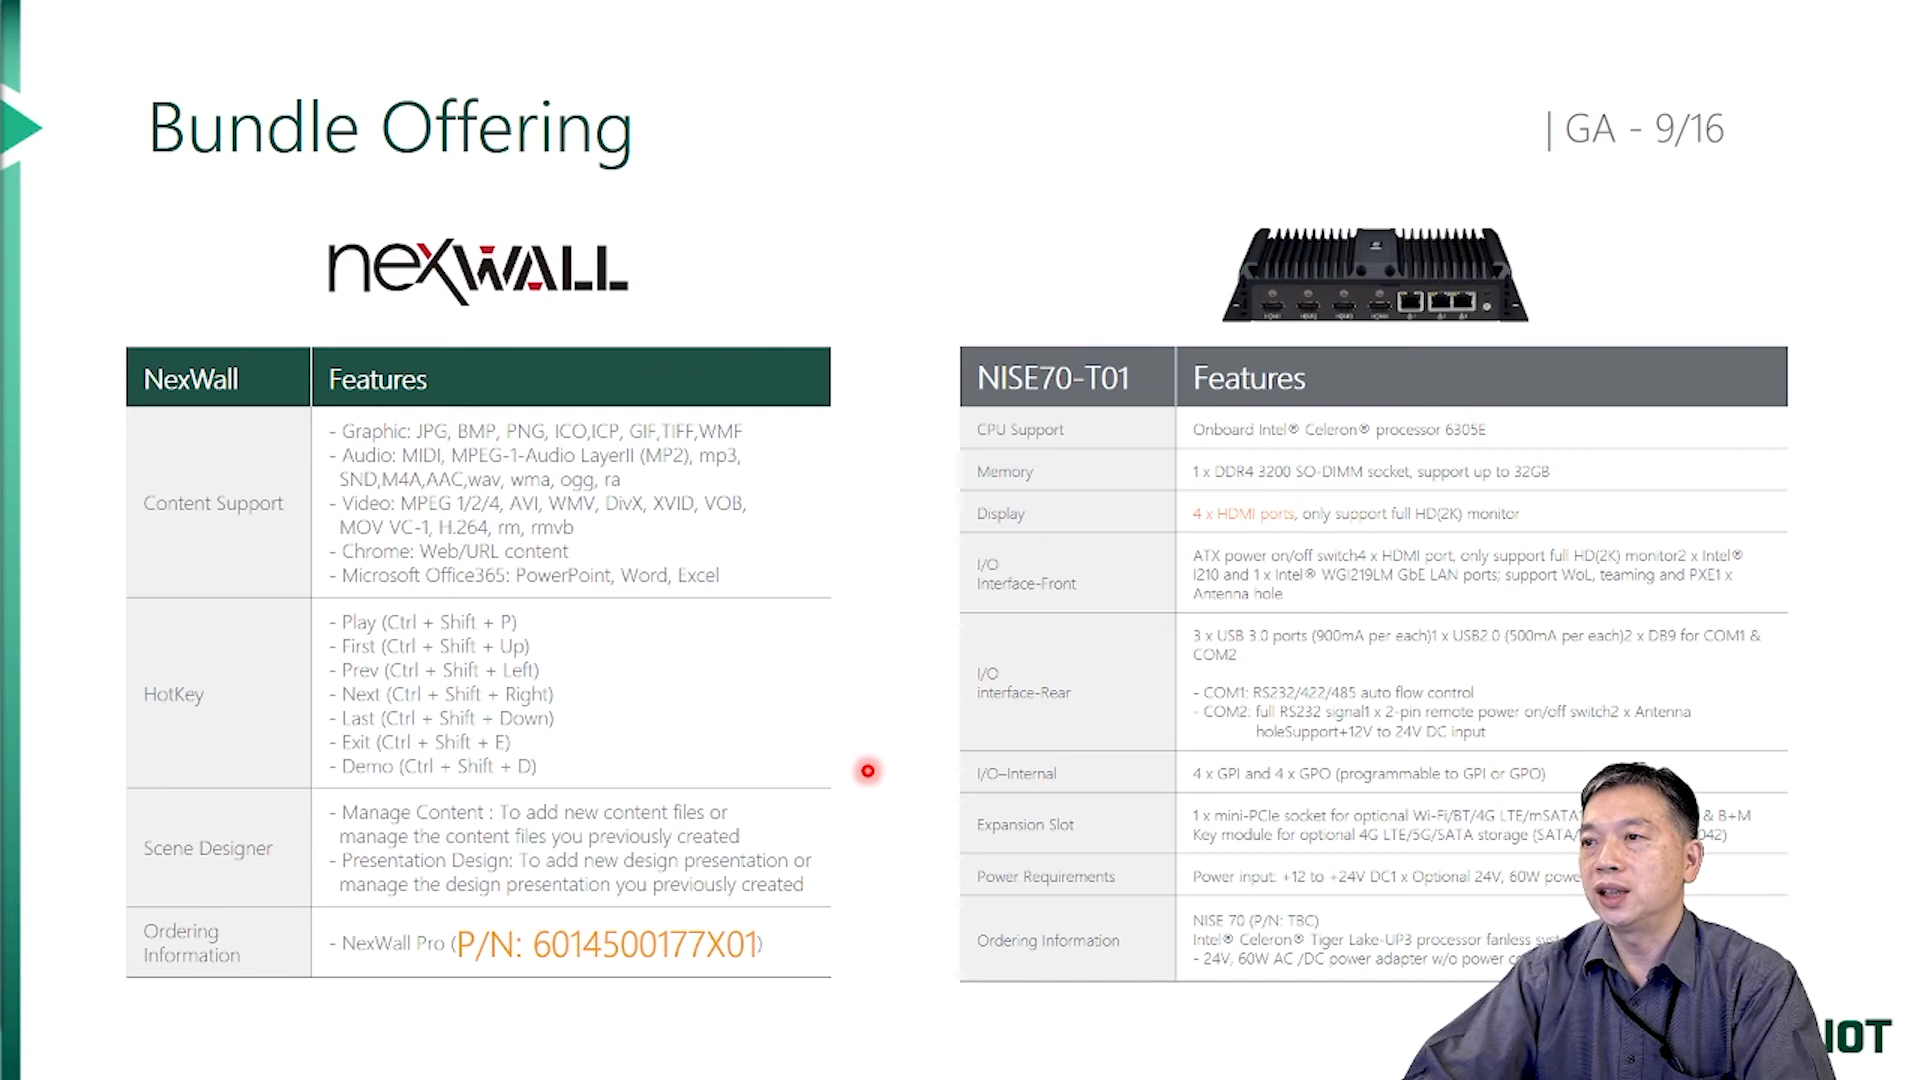 Bundle Offering
| GA - 9/16
nexWALL
NexWall
Features
Content Support
- Graphic: JPG, BMP, PNG, ICO,ICP, GIF,TIFF,WMF
- Audio: MIDI, MPEG-1-Audio LayerII (MP2), mp3,
SND,M4A,AAC,wav, wma, ogg, ra
- Video: MPEG 1/2/4, AVI, WMV, DivX, XVID, VOB,
MOV VC-1, H.264, rm, rmvb
- Chrome: Web/URL content
- Microsoft Office365: PowerPoint, Word, Excel
HotKey
- Play (Ctrl + Shift + P)
- First (Ctrl + Shift + Up)
- Prev (Ctrl + Shift + Left)
- Next (Ctrl + Shift + Right)
- Last (Ctrl + Shift + Down)
- Exit (Ctrl + Shift + E)
- Demo (Ctrl + Shift + D)
Scene Designer
- Manage Content : To add new content files or
manage the content files you previously created
- Presentation Design: To add new design presentation or
manage the design presentation you previously created
Ordering
Information
- NexWall Pro (P/N: 6014500177X01)
NISE70-T01
Features
CPU Support
Onboard Intel® Celeron® processor 6305E
Memory
1 x DDR4 3200 SO-DIMM socket, support up to 32GB
Display
4 x HDMI ports, only support full HD(2K) monitor
I/O
Interface-Front
ATX power on/off switch4 x HDMI port, only support full HD(2K) monitor2 x Intel®
I210 and 1 x Intel® WGI219LM GbE LAN ports; support WoL, teaming and PXE1 x
Antenna hole
I/O
interface-Rear
3 x USB 3.0 ports (900mA per each)1 x USB2.0 (500mA per each)2 x DB9 for COM1 &
COM2
- COM1: RS232/422/485 auto flow control
- COM2: full RS232 signal1 x 2-pin remote power on/off switch2 x Antenna
holeSupport+12V to 24V DC input
I/O–Internal
4 x GPI and 4 x GPO (programmable to GPI or GPO)
Expansion Slot
1 x mini-PCIe socket for optional Wi-Fi/BT/4G LTE/mSATA & B+M
Key module for optional 4G LTE/5G/SATA storage (SATA/ 042)
Power Requirements
Power input: +12 to +24V DC1 x Optional 24V, 60W
Ordering Information
NISE 70 (P/N: TBC)
Intel® Celeron® Tiger Lake-UP3 processor fanless
- 24V, 60W AC /DC power adapter w/o power
IOT